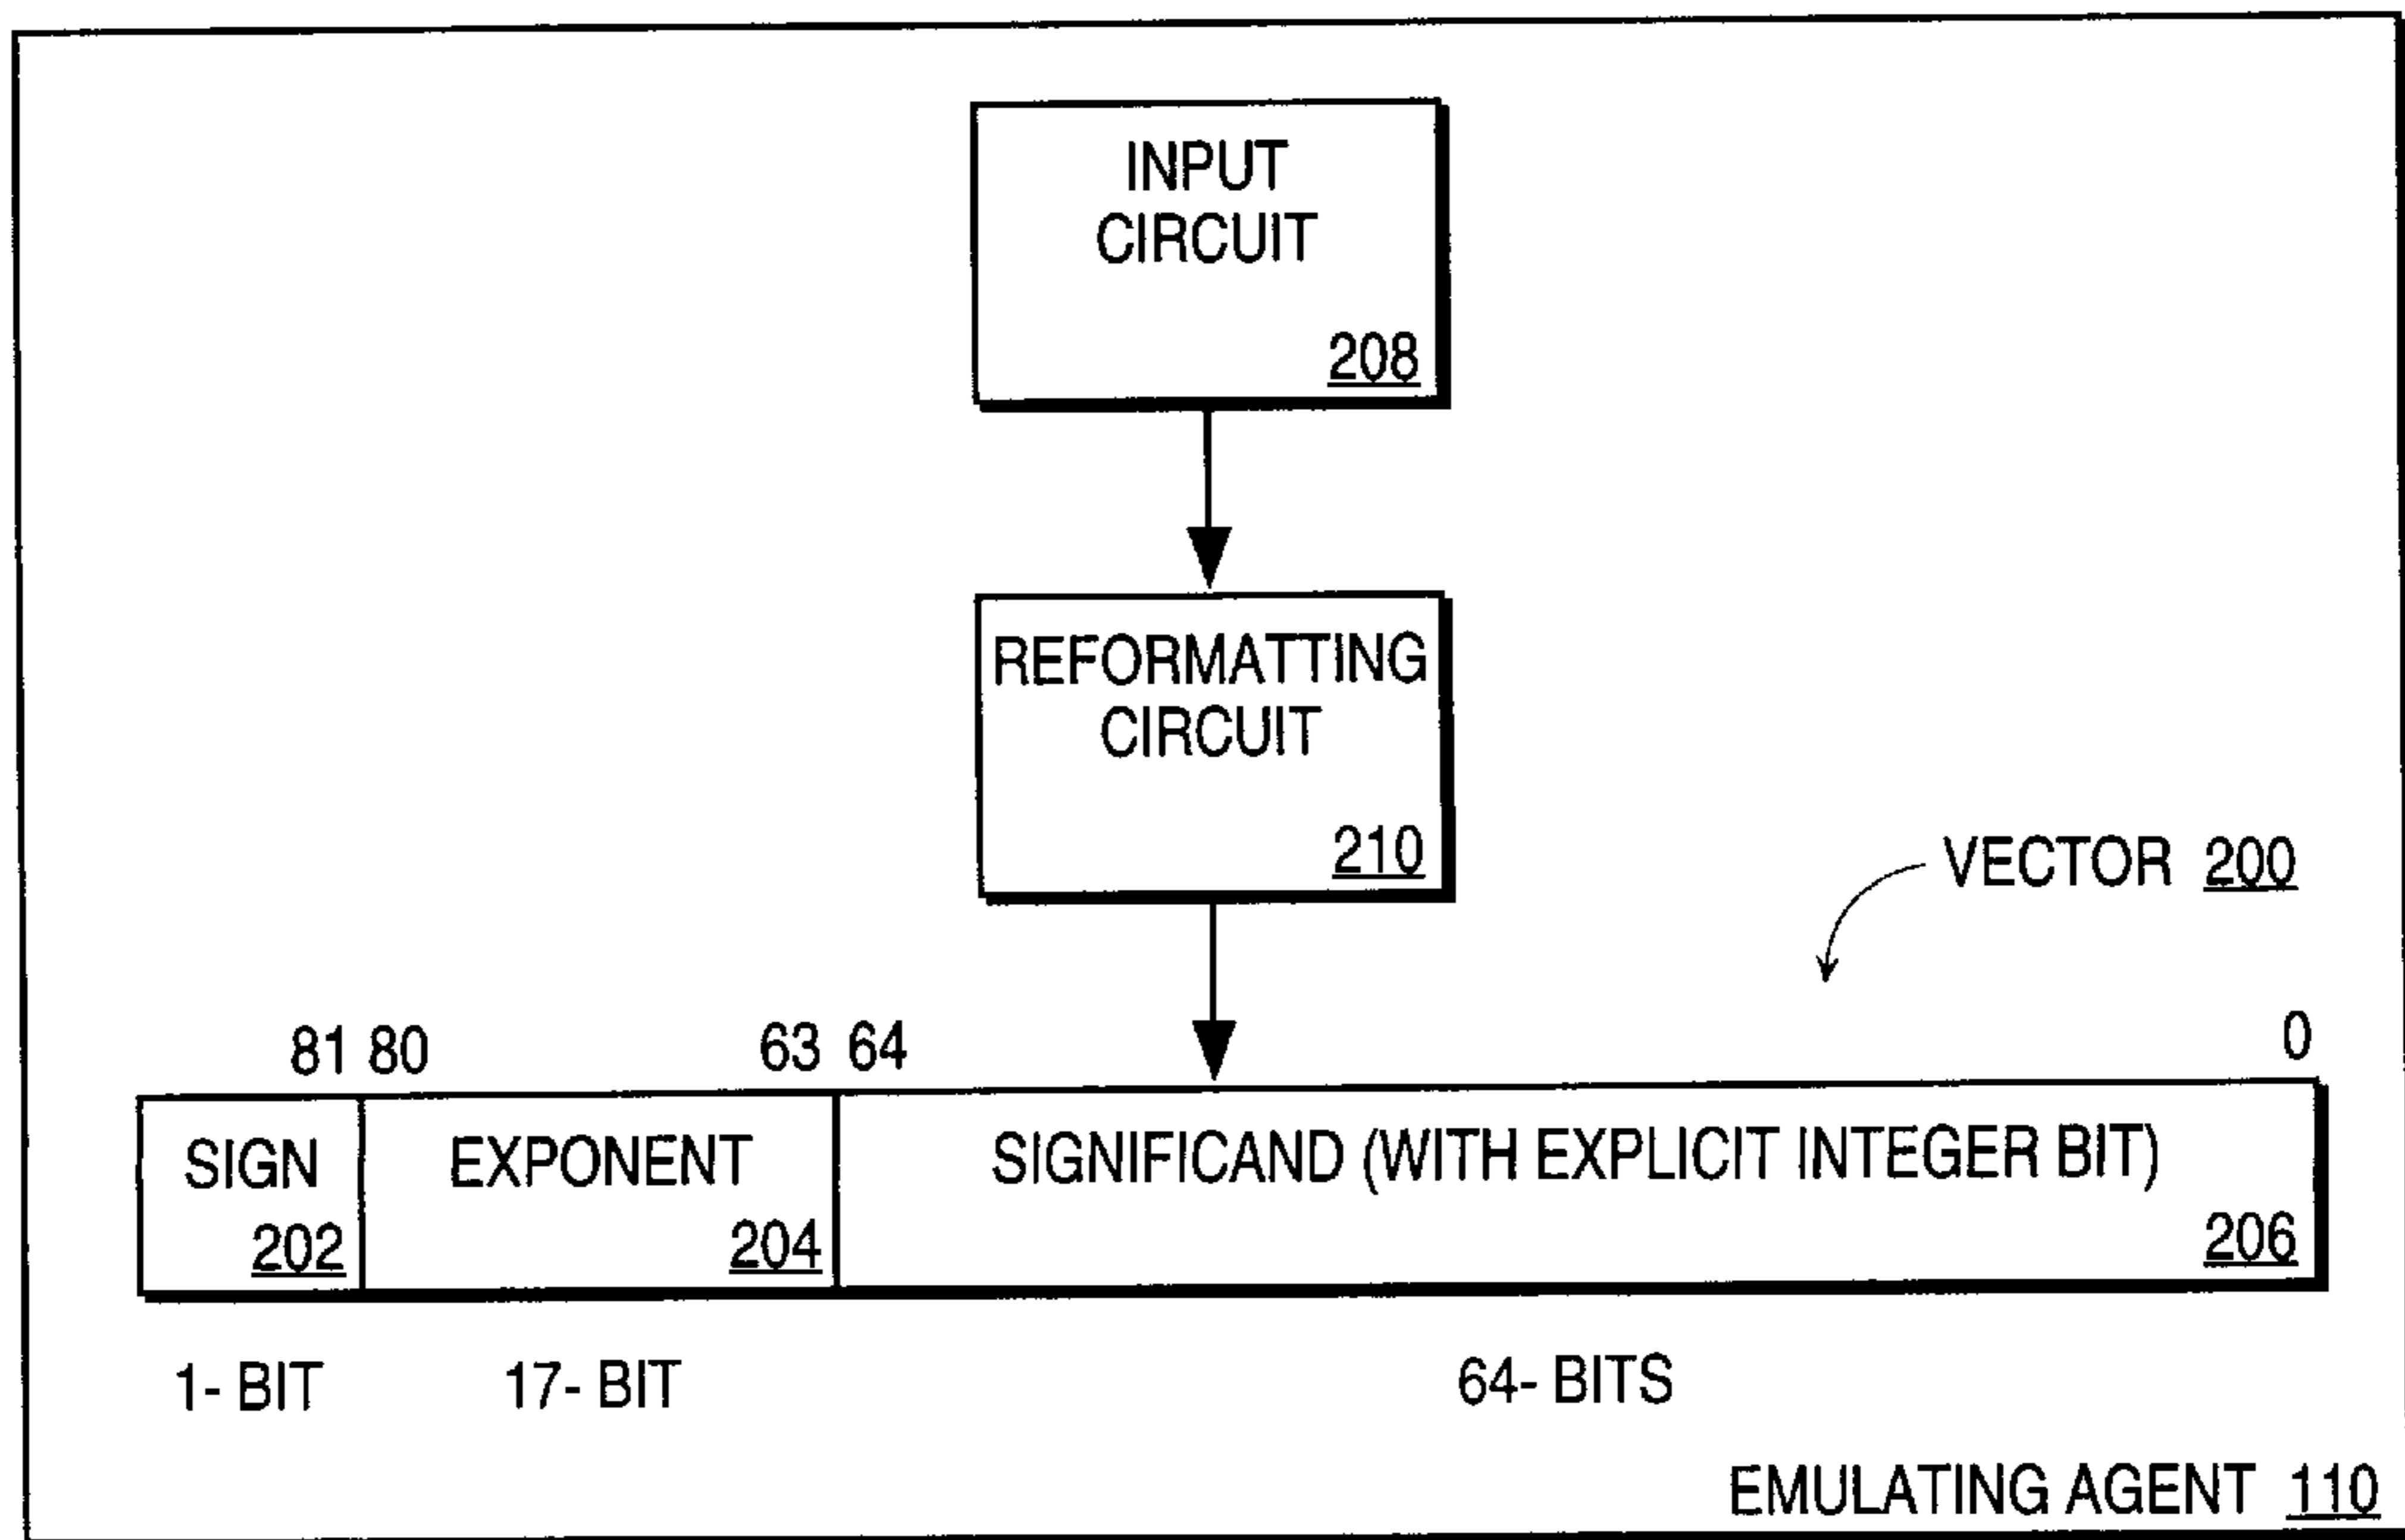 INPUT
CIRCUIT
208
REFORMATTING
CIRCUIT
210
VECTOR 200
81 80 63 64 0
SIGN EXPONENT SIGNIFICAND (WITH EXPLICIT INTEGER BIT)
202 204 206
1- BIT 17- BIT 64- BITS
EMULATING AGENT 110